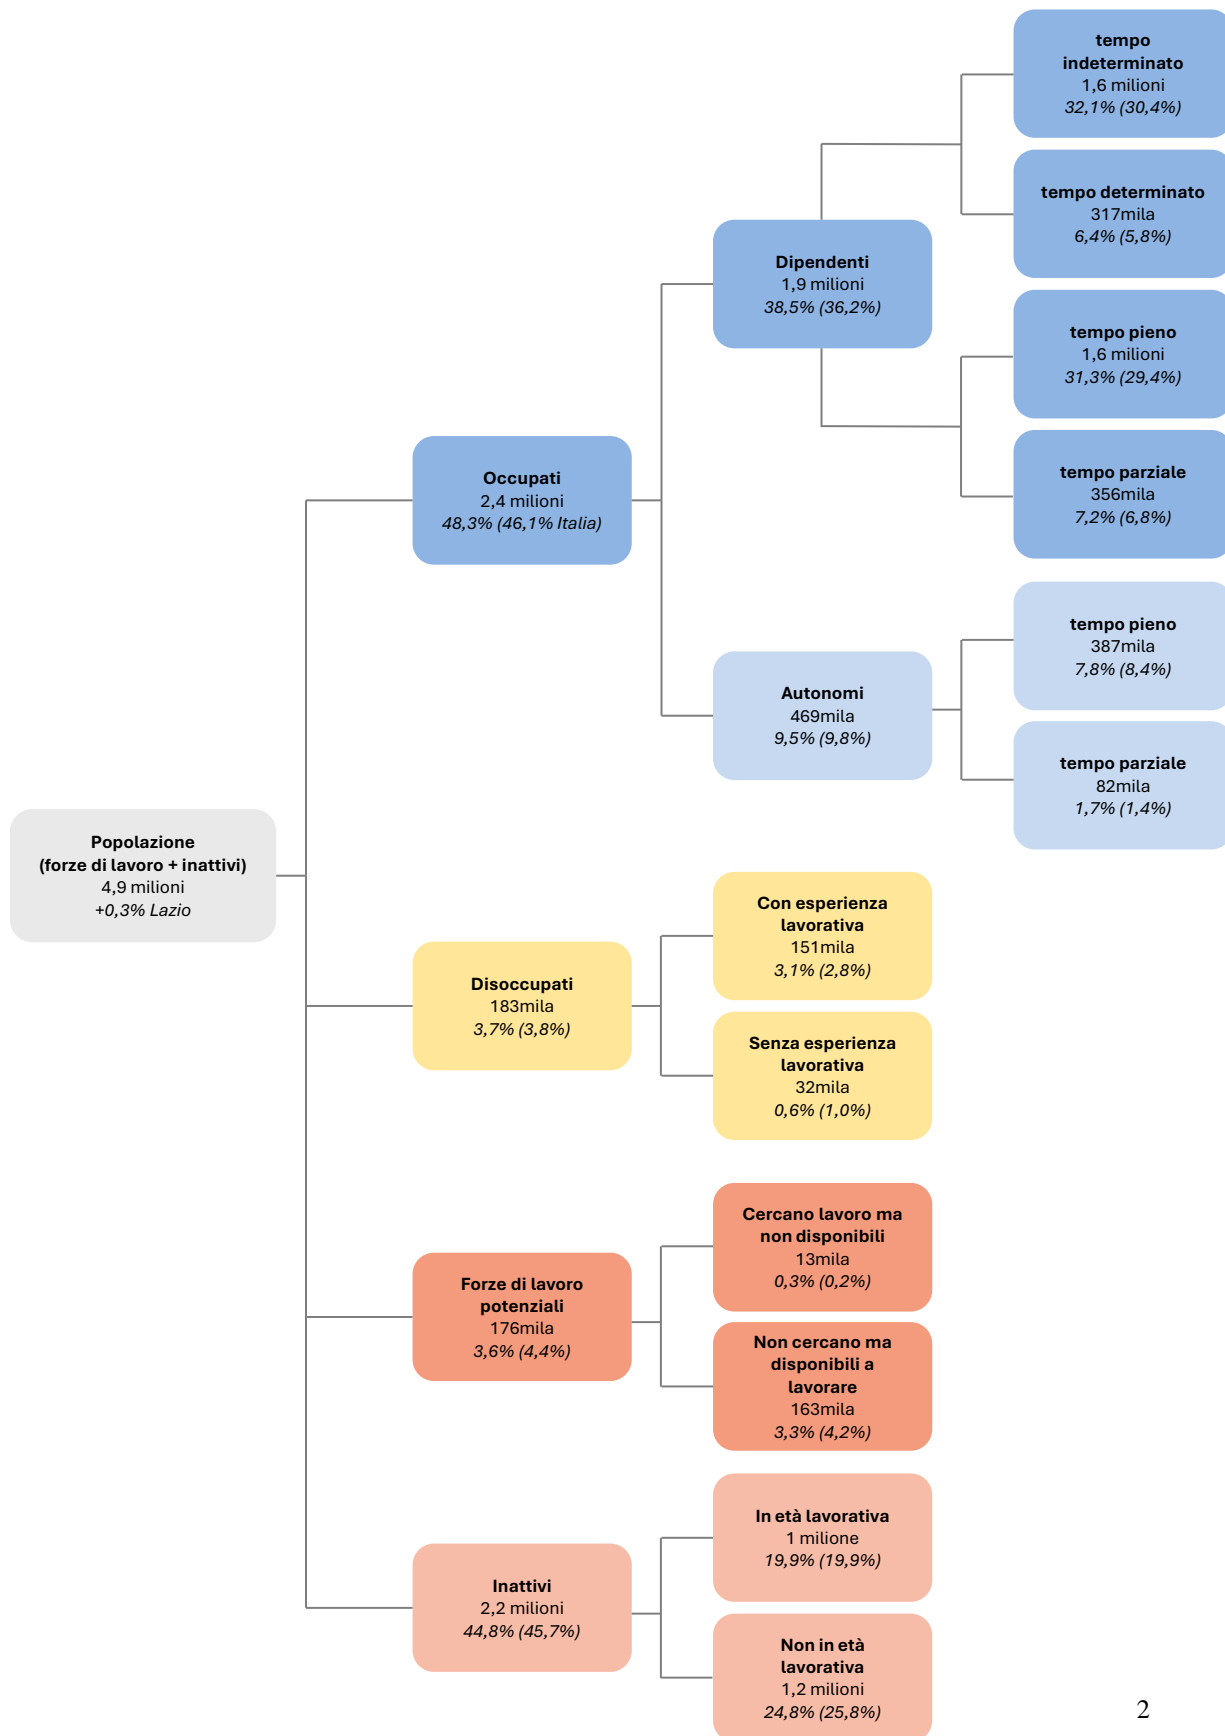 Popolazione
(forze di lavoro + inattivi)
4,9 milioni
+0,3% Lazio
Occupati
2,4 milioni
48,3% (46,1% Italia)
Dipendenti
1,9 milioni
38,5% (36,2%)
tempo
indeterminato
1,6 milioni
32,1% (30,4%)
tempo determinato
317mila
6,4% (5,8%)
tempo pieno
1,6 milioni
31,3% (29,4%)
tempo parziale
356mila
7,2% (6,8%)
Autonomi
469mila
9,5% (9,8%)
tempo pieno
387mila
7,8% (8,4%)
tempo parziale
82mila
1,7% (1,4%)
Disoccupati
183mila
3,7% (3,8%)
Con esperienza
lavorativa
151mila
3,1% (2,8%)
Senza esperienza
lavorativa
32mila
0,6% (1,0%)
Forze di lavoro
potenziali
176mila
3,6% (4,4%)
Cercano lavoro ma
non disponibili
13mila
0,3% (0,2%)
Non cercano ma
disponibili a
lavorare
163mila
3,3% (4,2%)
Inattivi
2,2 milioni
44,8% (45,7%)
In età lavorativa
1 milione
19,9% (19,9%)
Non in età
lavorativa
1,2 milioni
24,8% (25,8%)
2